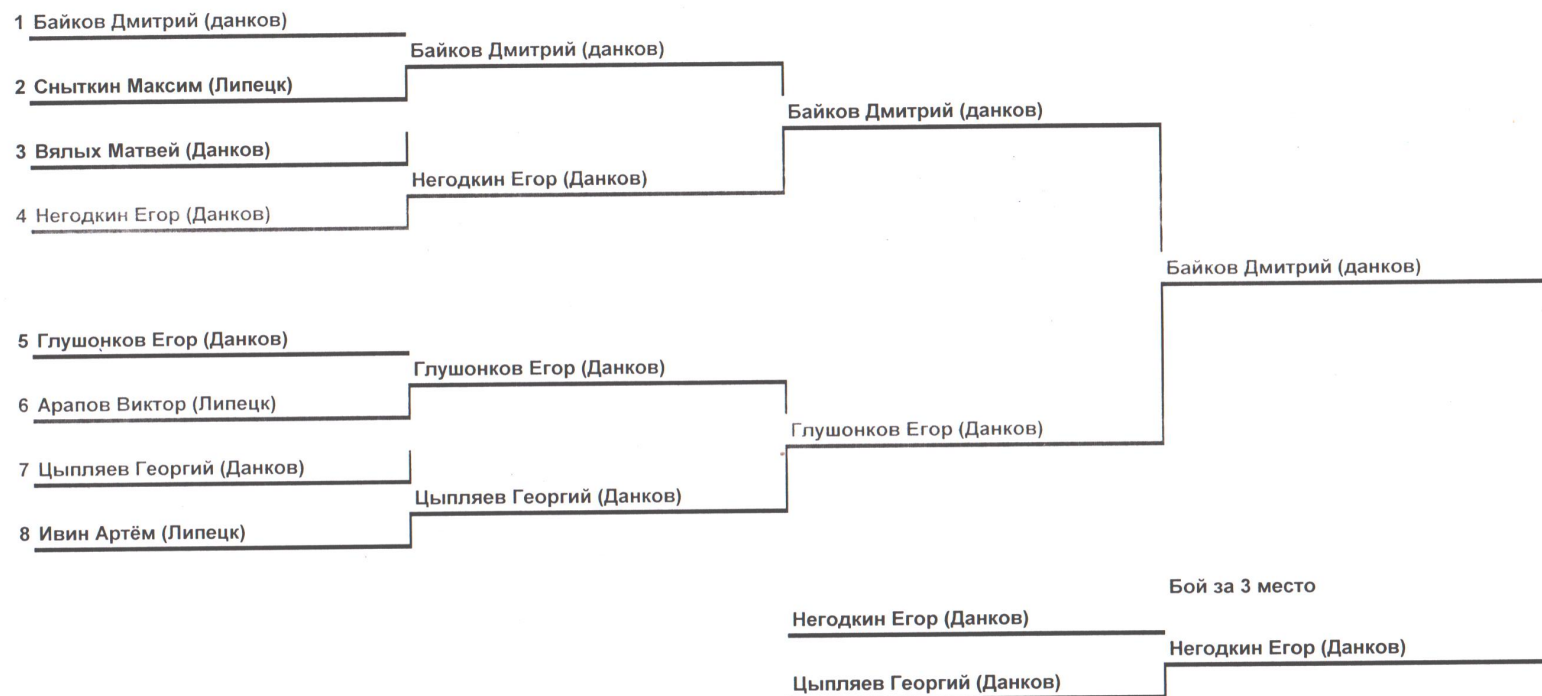 1 Байков Дмитрий (данков)
Байков Дмитрий (данков)
2 Сныткин Максим (Липецк)
Байков Дмитрий (данков)
3 Вялых Матвей (Данков)
Негодкин Егор (Данков)
4 Негодкин Егор (Данков)
Байков Дмитрий (данков)
5 Глушонков Егор (Данков)
Глушонков Егор (Данков)
6 Арапов Виктор (Липецк)
Глушонков Егор (Данков)
7 Цыпляев Георгий (Данков)
Цыпляев Георгий (Данков)
8 Ивин Артём (Липецк)
Бой за 3 место
Негодкин Егор (Данков)
Негодкин Егор (Данков)
Цыпляев Георгий (Данков)